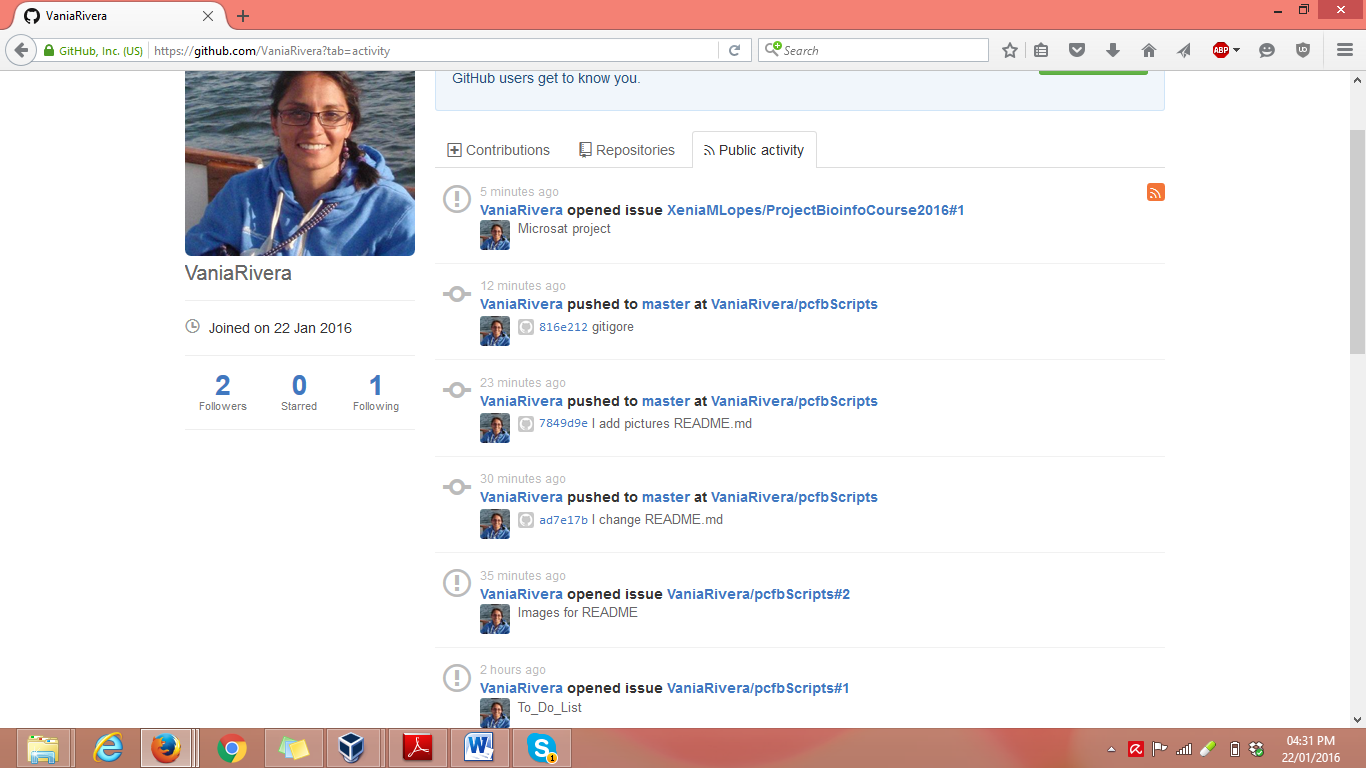 VaniaRivera
GitHub, Inc. (US) https://github.com/VaniaRivera?tab=activity
Search
ABP
GitHub users get to know you.
Contributions Repositories Public activity
VaniaRivera
Joined on 22 Jan 2016
2 0 1
Followers Starred Following
5 minutes ago
VaniaRivera opened issue XeniaMLopes/ProjectBioinfoCourse2016#1
Microsat project
12 minutes ago
VaniaRivera pushed to master at VaniaRivera/pcfbScripts
816e212 gitigore
23 minutes ago
VaniaRivera pushed to master at VaniaRivera/pcfbScripts
7849d9e I add pictures README.md
30 minutes ago
VaniaRivera pushed to master at VaniaRivera/pcfbScripts
ad7e17b I change README.md
35 minutes ago
VaniaRivera opened issue VaniaRivera/pcfbScripts#2
Images for README
2 hours ago
VaniaRivera opened issue VaniaRivera/pcfbScripts#1
To_Do_List
04:31 PM
22/01/2016